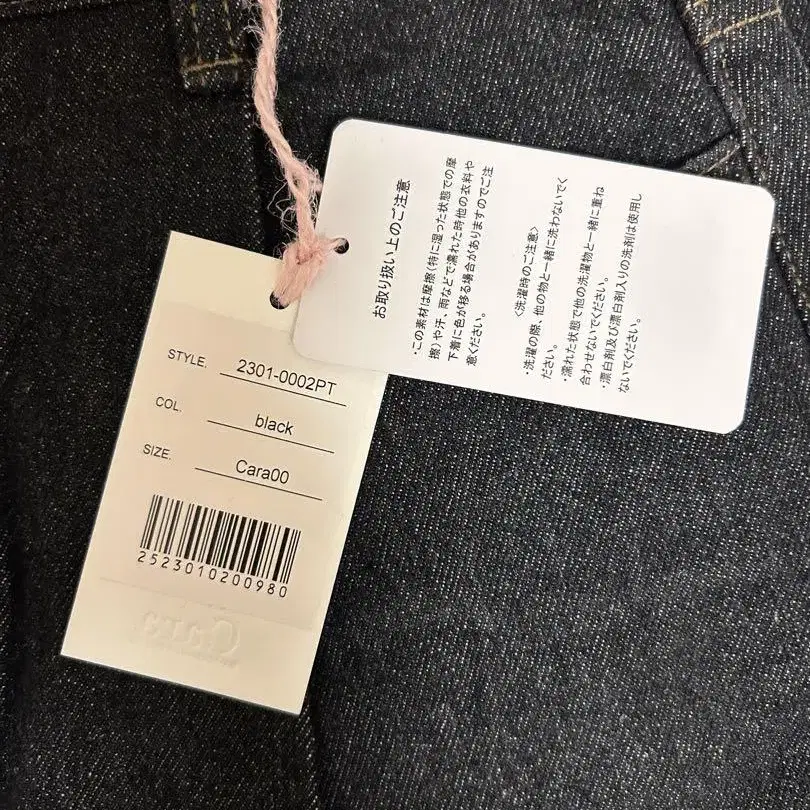 STYLE. 2301-0002PT
COL. black
SIZE. Cara00
2523010200980
お取り扱い上のご注意
・この素材は摩擦(特に湿った状態での摩
擦)や汗、雨などで濡れた時他の衣料や
下着に色が移る場合がありますのでご注
意ください。
〈洗濯時のご注意〉
・洗濯の際、他の物と一緒に洗わないでく
ださい。
・濡れた状態で他の洗濯物と一緒に重ね
合わせないでください。
・漂白剤及び漂白剤入りの洗剤は使用し
ないでください。